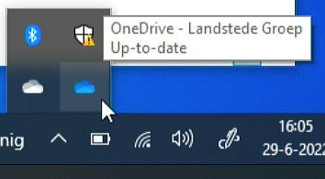 OneDrive - Landstede Groep
Up-to-date
nig
16:05
29-6-2022